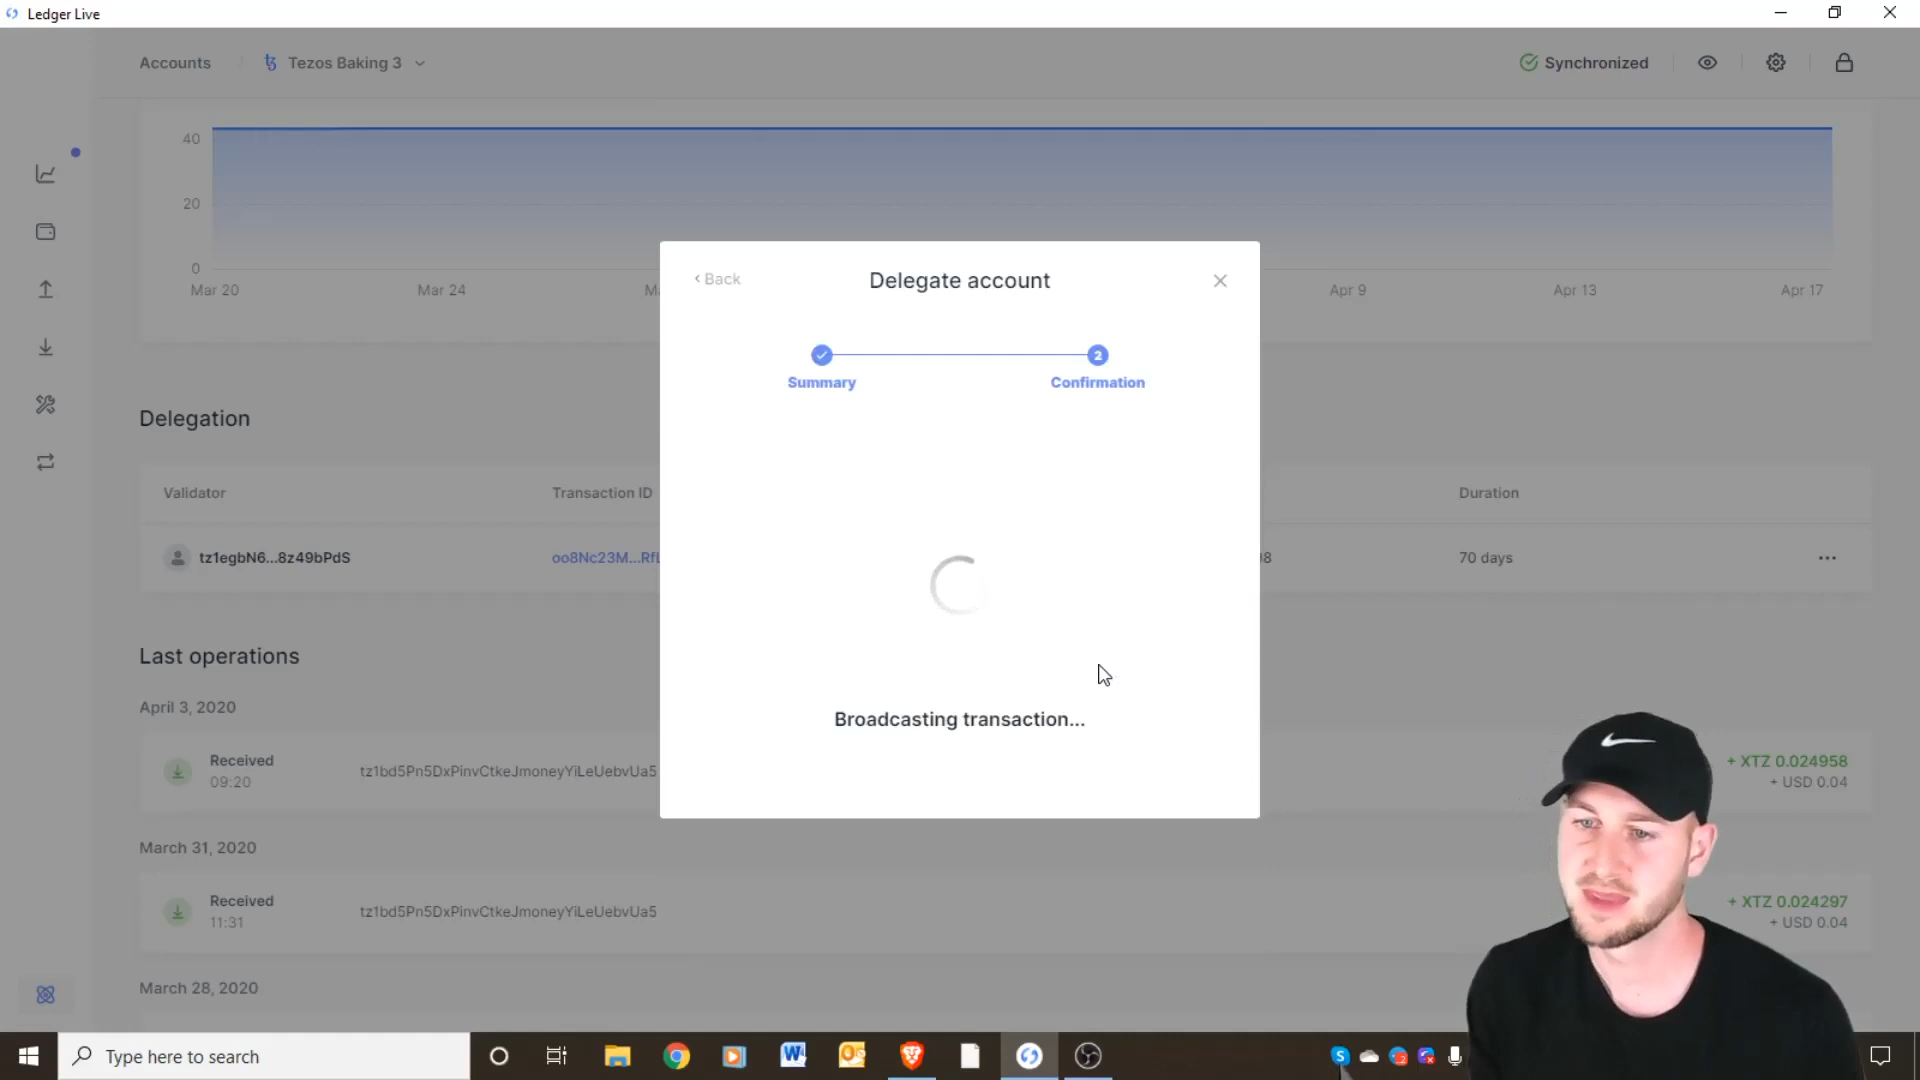 Ledger Live
Accounts
Tezos Baking 3
Synchronized
40
20
0
Mar 20
Mar 24
Apr 9
Apr 13
Apr 17
‹ Back
Delegate account
2
Summary
Confirmation
Broadcasting transaction...
Delegation
Validator
Transaction ID
Duration
tz1egbN6...8z49bPdS
oo8Nc23M...RfL
8
70 days
Last operations
April 3, 2020
Received
09:20
tz1bd5Pn5DxPinvCtkeJmoneyYiLeUebvUa5
+ XTZ 0.024958
+ USD 0.04
March 31, 2020
Received
11:31
tz1bd5Pn5DxPinvCtkeJmoneyYiLeUebvUa5
+ XTZ 0.024297
+ USD 0.04
March 28, 2020
Type here to search